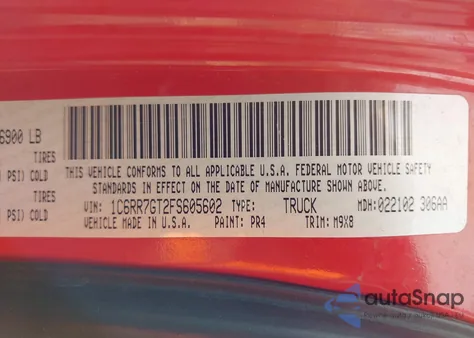 6900 LB
TIRES
PSI) COLD
THIS VEHICLE CONFORMS TO ALL APPLICABLE U.S.A. FEDERAL MOTOR VEHICLE SAFETY
STANDARDS IN EFFECT ON THE DATE OF MANUFACTURE SHOWN ABOVE.
TIRES
PSI) COLD
VIN: 1C6RR7GT2FS605602 TYPE: TRUCK MDH: 022102 306AA
VEHICLE MADE IN U.S.A. PAINT: PR4 TRIM: M9X8
autoSnap